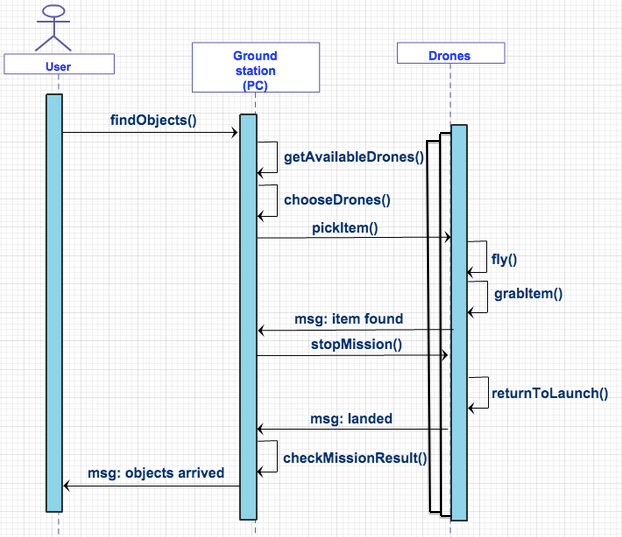 User
Ground
station
(PC)
Drones
findObjects()
getAvailableDrones()
chooseDrones()
pickItem()
fly()
grabItem()
msg: item found
stopMission()
returnToLaunch()
msg: landed
checkMissionResult()
msg: objects arrived